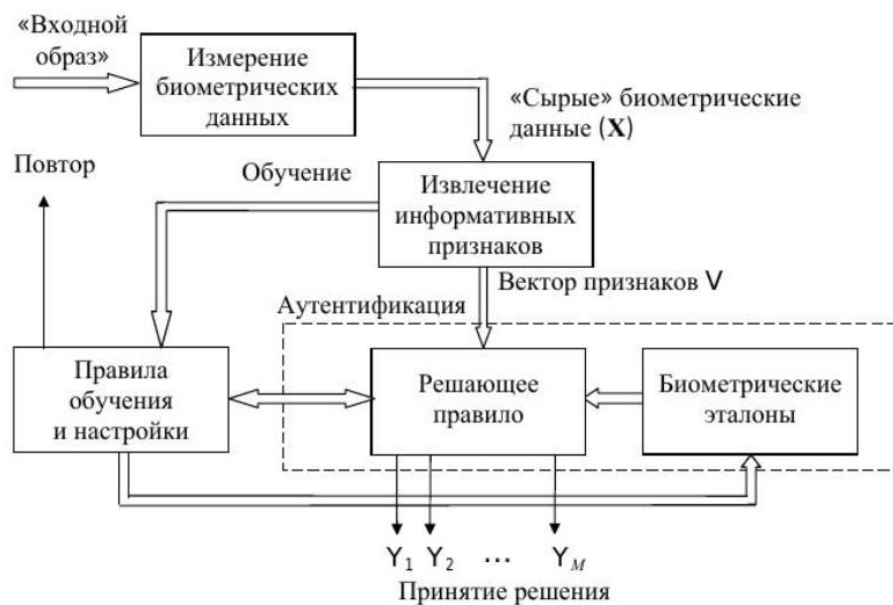 «Входной
образ»
Измерение
биометрических
данных
«Сырые» биометрические
данные (X)
Повтор
Обучение
Извлечение
информативных
признаков
Вектор признаков V
Аутентификация
Правила
обучения
и настройки
Решающее
правило
Биометрические
эталоны
Y1 Y2 ... YM
Принятие решения